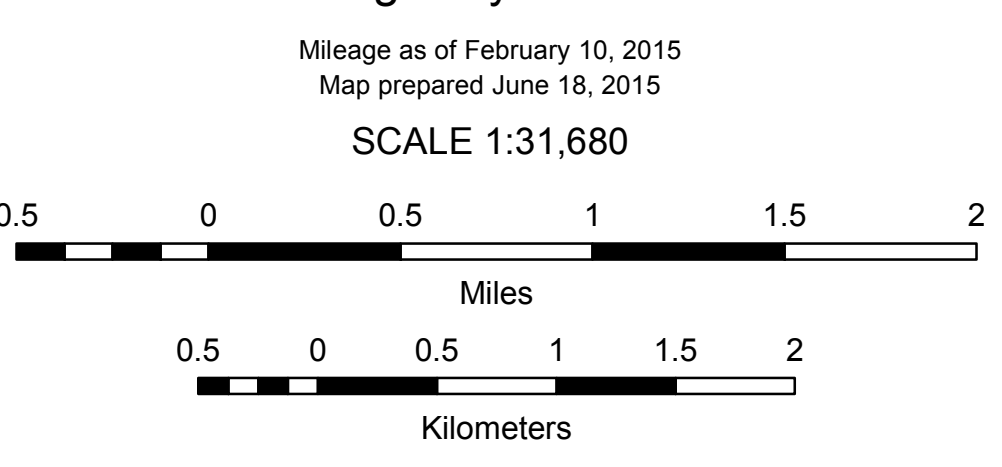 Mileage as of February 10, 2015
Map prepared June 18, 2015
SCALE 1:31,680
0.5 0 0.5 1 1.5 2
Miles
0.5 0 0.5 1 1.5 2
Kilometers